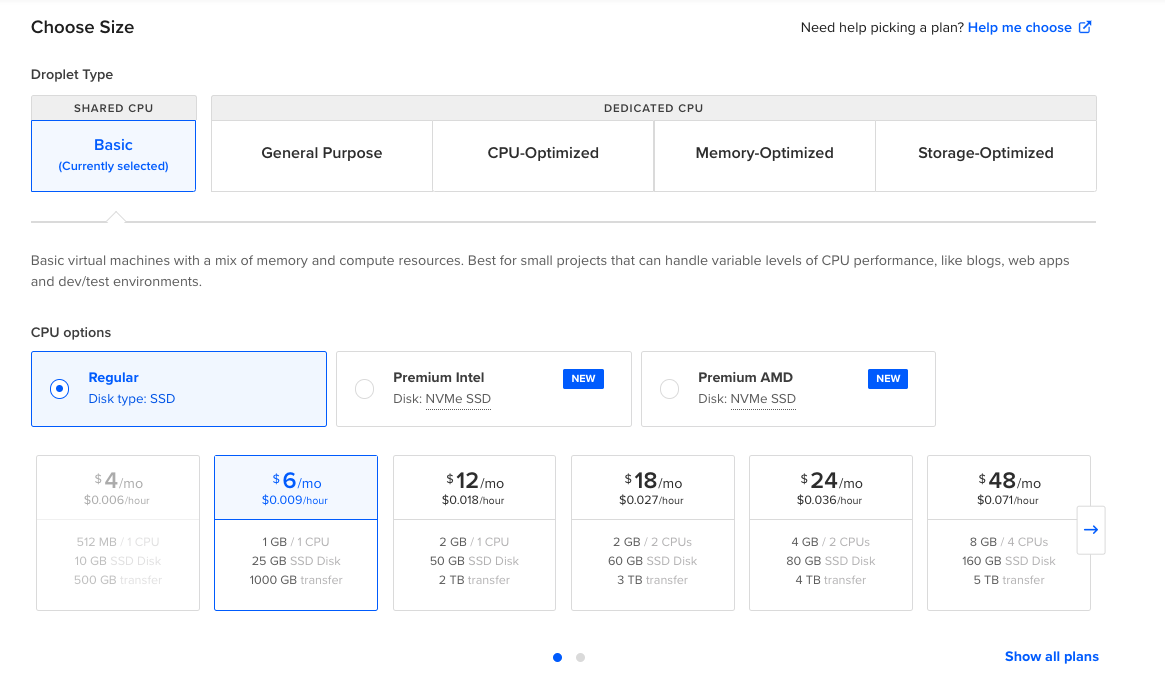 Choose Size
Need help picking a plan? Help me choose
Droplet Type
SHARED CPU
DEDICATED CPU
Basic
(Currently selected)
General Purpose
CPU-Optimized
Memory-Optimized
Storage-Optimized
Basic virtual machines with a mix of memory and compute resources. Best for small projects that can handle variable levels of CPU performance, like blogs, web apps
and dev/test environments.
CPU options
Regular
Disk type: SSD
Premium Intel
NEW
Disk: NVMe SSD
Premium AMD
NEW
Disk: NVMe SSD
$4/mo
$0.006/hour
512 MB / 1 CPU
10 GB SSD Disk
500 GB transfer
$6/mo
$0.009/hour
1 GB / 1 CPU
25 GB SSD Disk
1000 GB transfer
$12/mo
$0.018/hour
2 GB / 1 CPU
50 GB SSD Disk
2 TB transfer
$18/mo
$0.027/hour
2 GB / 2 CPUs
60 GB SSD Disk
3 TB transfer
$24/mo
$0.036/hour
4 GB / 2 CPUs
80 GB SSD Disk
4 TB transfer
$48/mo
$0.071/hour
8 GB / 4 CPUs
160 GB SSD Disk
5 TB transfer
Show all plans